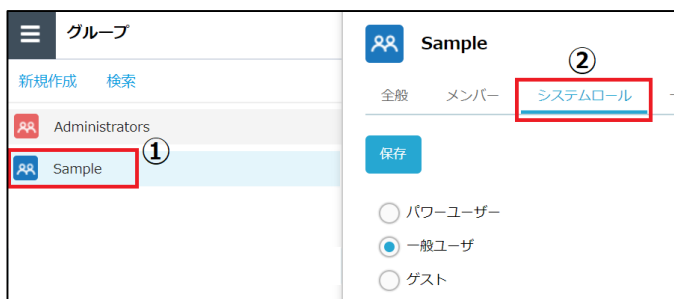 グループ
新規作成 検索
Administrators
①
Sample
Sample
②
全般 メンバー システムロール
保存
パワーユーザー
一般ユーザ
ゲスト